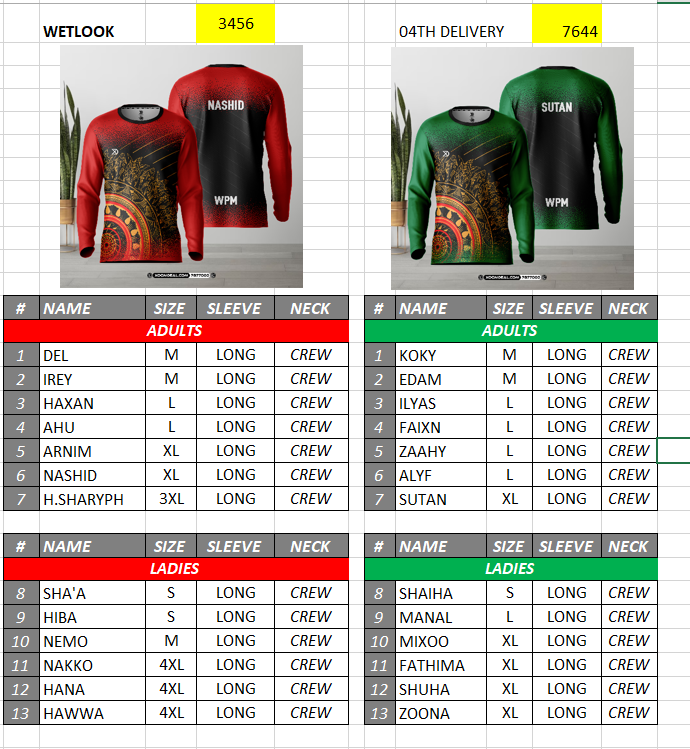 WETLOOK 3456
NASHID
WPM
KOOMGEAL.COM 7977000
# NAME SIZE SLEEVE NECK
ADULTS
1 DEL M LONG CREW
2 IREY M LONG CREW
3 HAXAN L LONG CREW
4 AHU L LONG CREW
5 ARNIM XL LONG CREW
6 NASHID XL LONG CREW
7 H.SHARYPH 3XL LONG CREW
# NAME SIZE SLEEVE NECK
LADIES
8 SHA'A S LONG CREW
9 HIBA S LONG CREW
10 NEMO M LONG CREW
11 NAKKO 4XL LONG CREW
12 HANA 4XL LONG CREW
13 HAWWA 4XL LONG CREW
04TH DELIVERY 7644
SUTAN
WPM
KOOMGEAL.COM 7977000
# NAME SIZE SLEEVE NECK
ADULTS
1 KOKY M LONG CREW
2 EDAM M LONG CREW
3 ILYAS L LONG CREW
4 FAIXN L LONG CREW
5 ZAAHY L LONG CREW
6 ALYF L LONG CREW
7 SUTAN XL LONG CREW
# NAME SIZE SLEEVE NECK
LADIES
8 SHAIHA S LONG CREW
9 MANAL L LONG CREW
10 MIXOO XL LONG CREW
11 FATHIMA XL LONG CREW
12 SHUHA XL LONG CREW
13 ZOONA XL LONG CREW